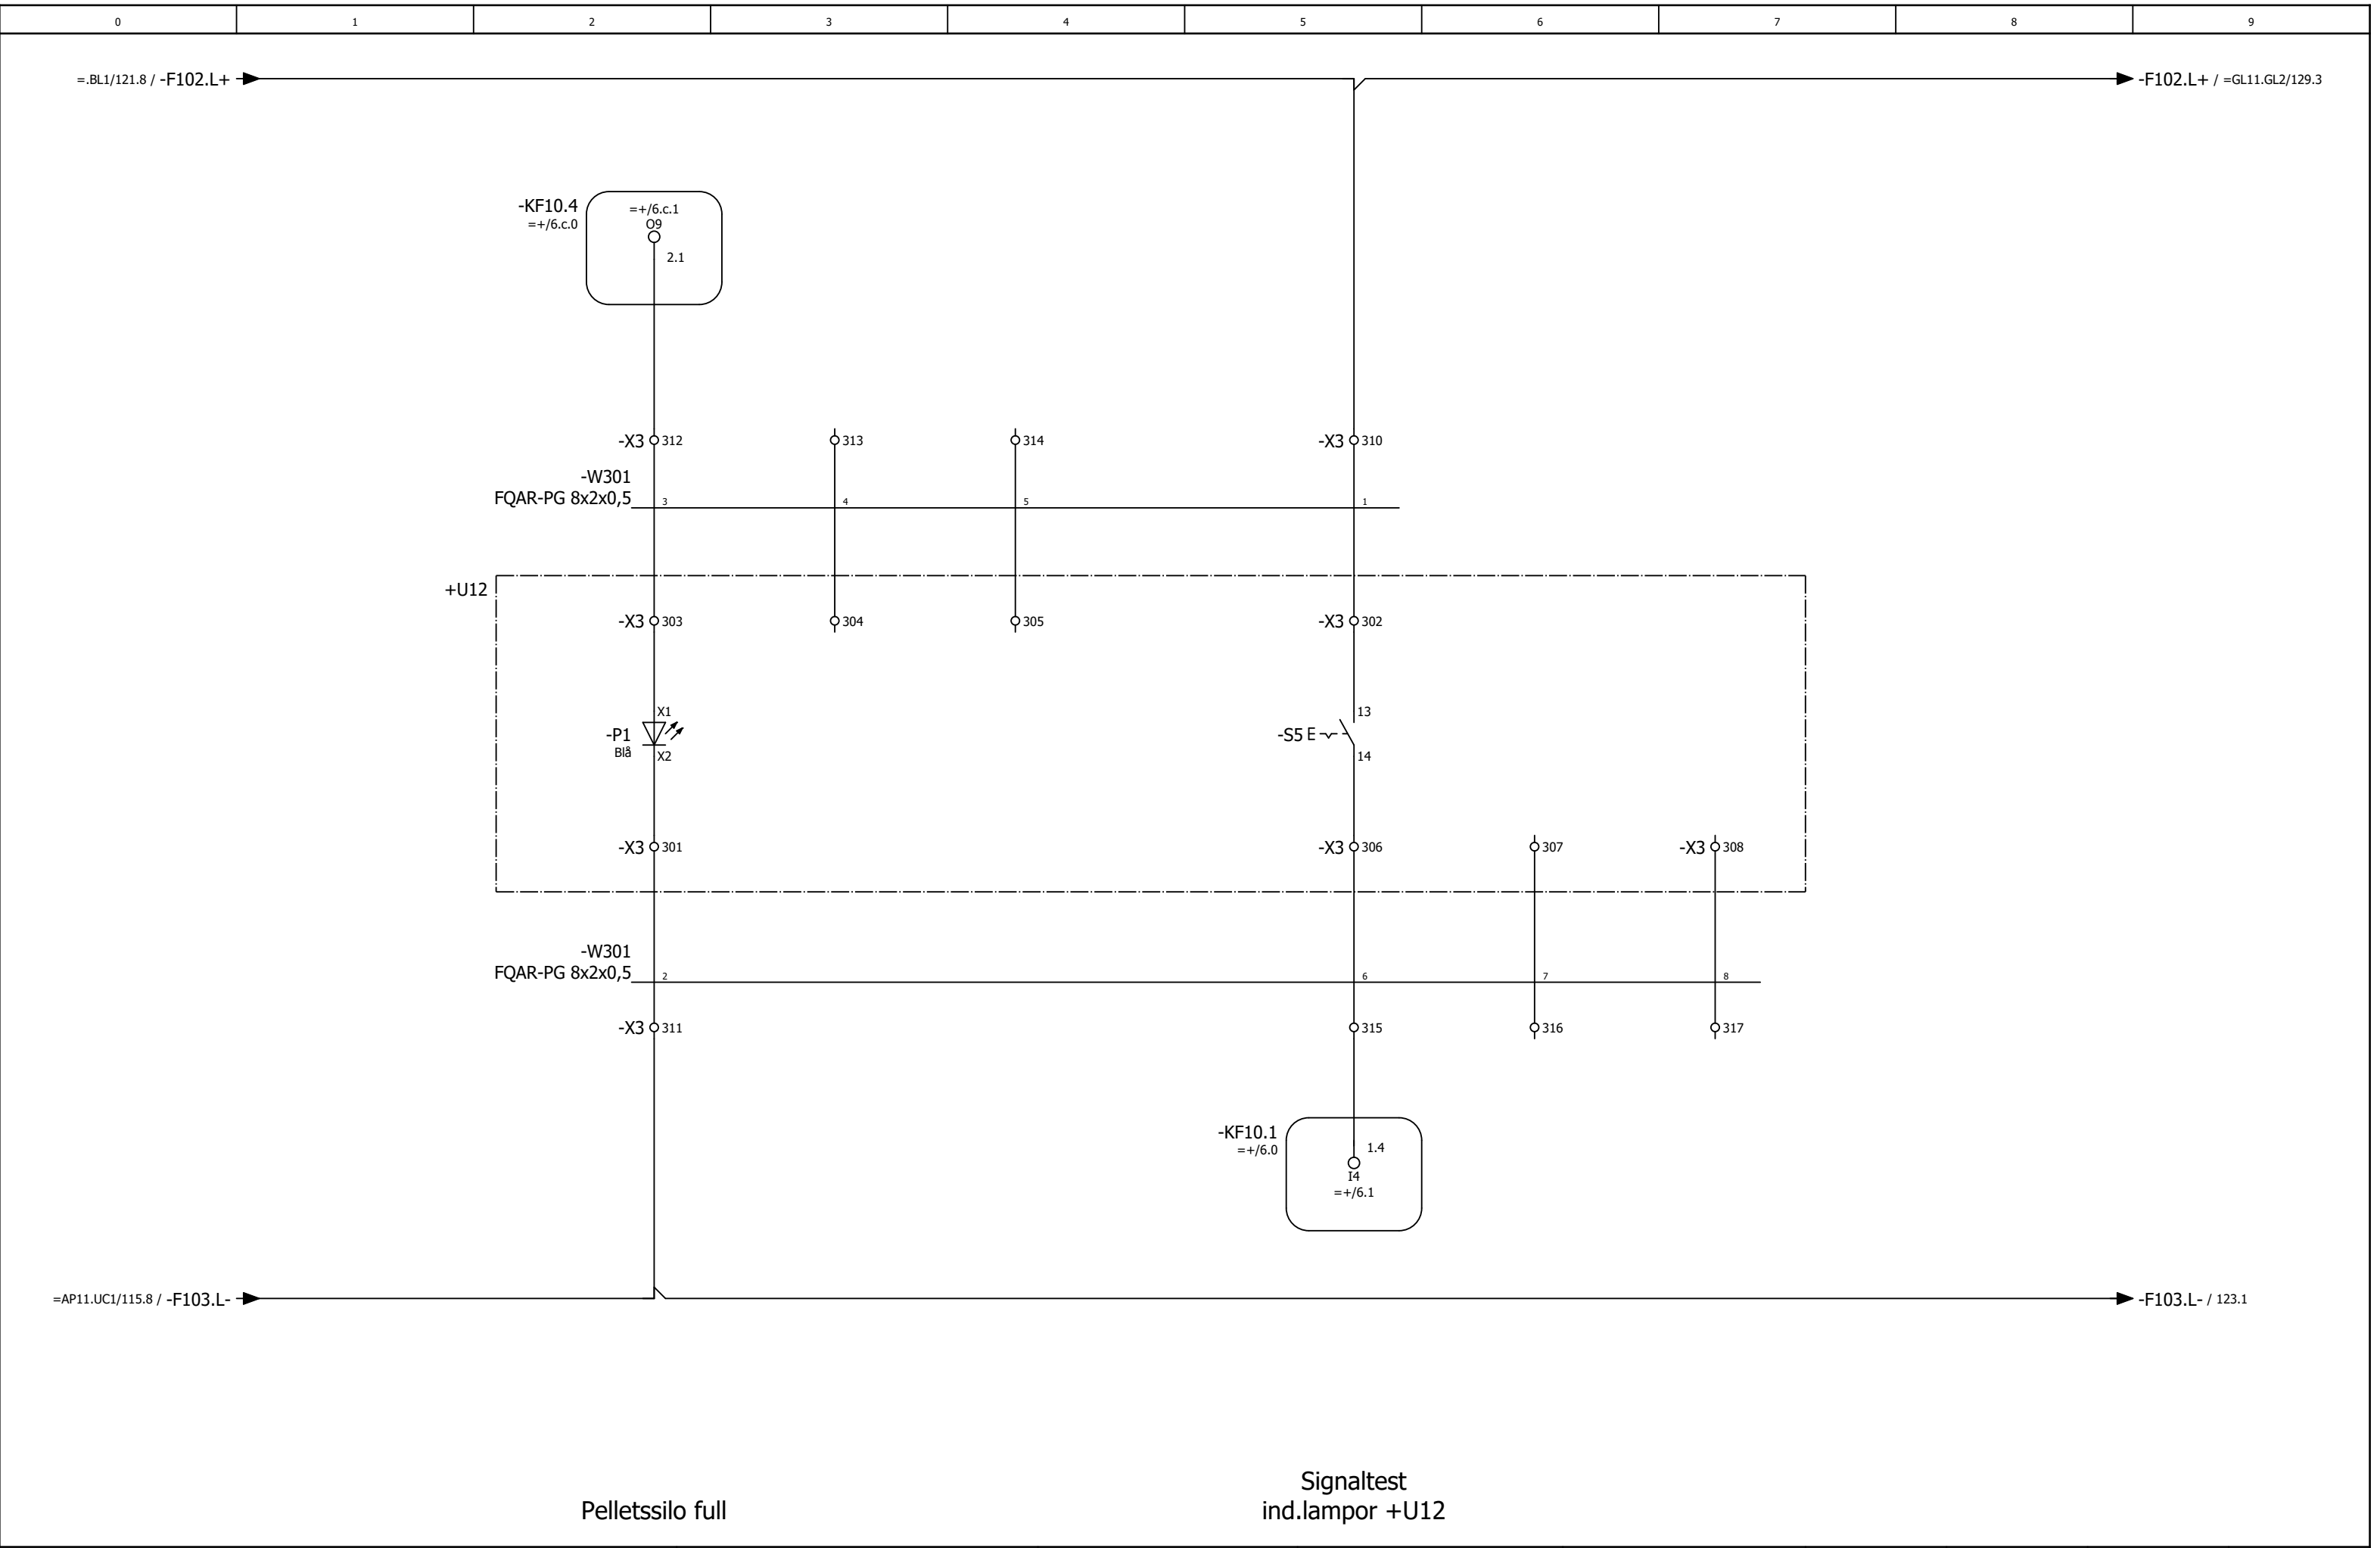 0 1 2 3 4 5 6 7 8 9
=.BL1/121.8 / -F102.L+
-F102.L+ / =GL11.GL2/129.3
-KF10.4
=+/6.c.0
=+/6.c.1
O9
2.1
-X3 312
313
314
-X3 310
-W301
FQAR-PG 8x2x0,5
3 4 5 1
+U12
-X3 303
304
305
-X3 302
-P1
Blå
X1
X2
-S5 E
13
14
-X3 301
-X3 306
307
-X3 308
-W301
FQAR-PG 8x2x0,5
2 6 7 8
-X3 311
315
316
317
-KF10.1
=+/6.0
1.4
I4
=+/6.1
=AP11.UC1/115.8 / -F103.L-
-F103.L- / 123.1
Pelletssilo full
Signaltest
ind.lampor +U12